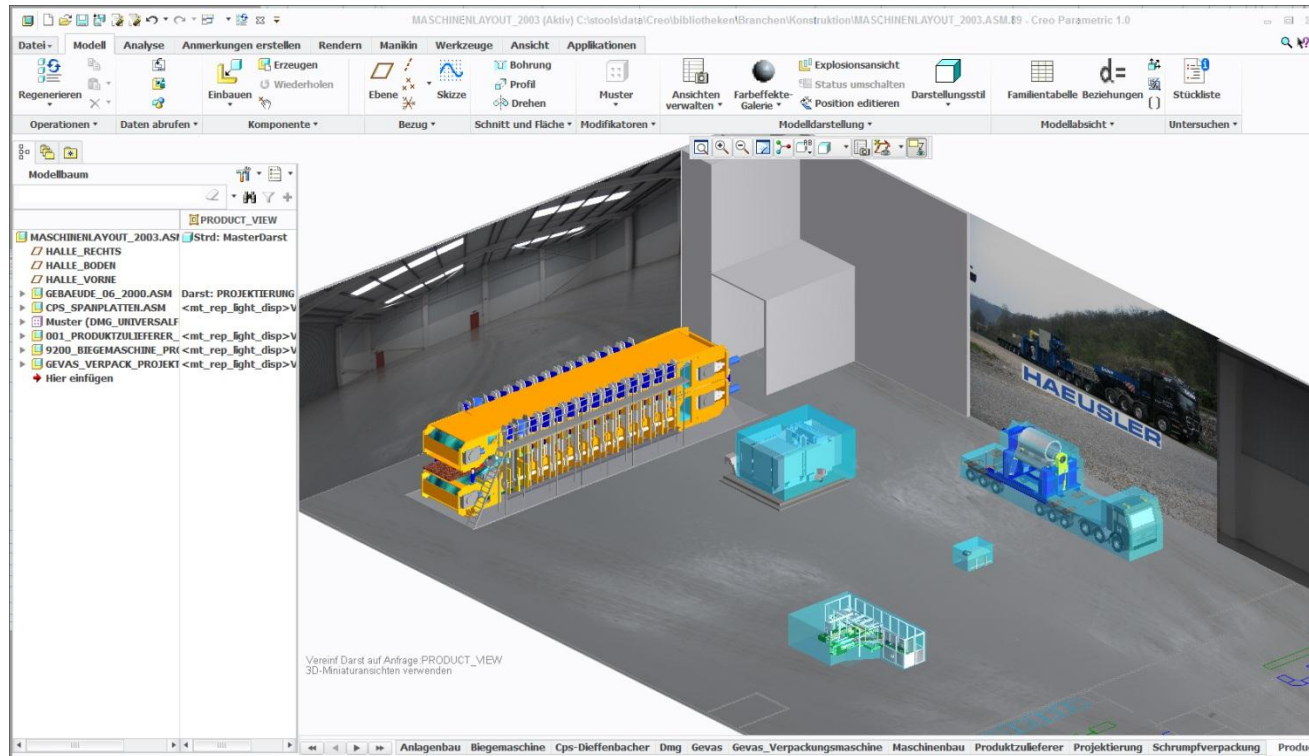 MASCHINENLAYOUT_2003 (Aktiv) C:\stools\data\Creo\bibliotheken\Branchen\Konstruktion\MASCHINENLAYOUT_2003.ASM.89 - Creo Parametric 1.0
Datei Modell Analyse Anmerkungen erstellen Rendern Manikin Werkzeuge Ansicht Applikationen
Erzeugen Bohrung Explosionsansicht
Wiederholen Profil Status umschalten
Regenerieren Einbauen Ebene Skizze Drehen Muster Ansichten verwalten Farbeffekte-Galerie Position editieren Darstellungsstil Familientabelle Beziehungen Stückliste
Operationen Daten abrufen Komponente Bezug Schnitt und Fläche Modifikatoren Modelldarstellung Modellabsicht Untersuchen
Modellbaum
PRODUCT_VIEW
MASCHINENLAYOUT_2003.ASM Strd: MasterDarst
HALLE_RECHTS
HALLE_BODEN
HALLE_VORNE
GEBAEUDE_06_2000.ASM Darst: PROJEKTIERUNG
CPS_SPANPLATTEN.ASM <mt_rep_light_disp>V
Muster (DMG_UNIVERSALF
001_PRODUKTZULIEFERER_ <mt_rep_light_disp>V
9200_BIEGEMASCHINE_PRO <mt_rep_light_disp>V
GEVAS_VERPACK_PROJEKT <mt_rep_light_disp>V
Hier einfügen
HAEUSLER
Vereinf Darst auf Anfrage:PRODUCT_VIEW
3D-Miniaturansichten verwenden
Anlagenbau Biegemaschine Cps-Dieffenbacher Dmg Gevas Gevas_Verpackungsmaschine Maschinenbau Produktzulieferer Projektierung Schrumpfverpackung Produ